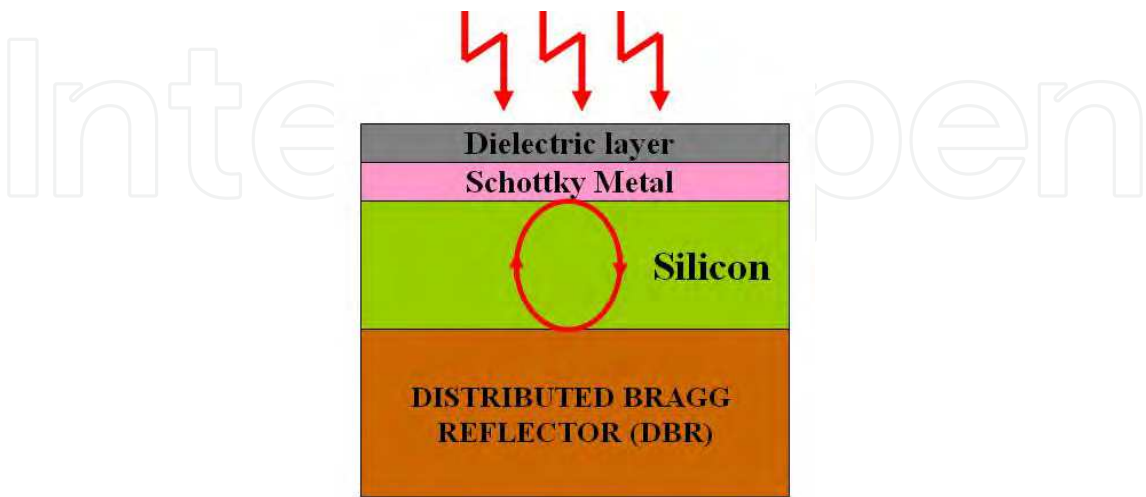 Dielectric layer
Schottky Metal
Silicon
DISTRIBUTED BRAGG
REFLECTOR (DBR)